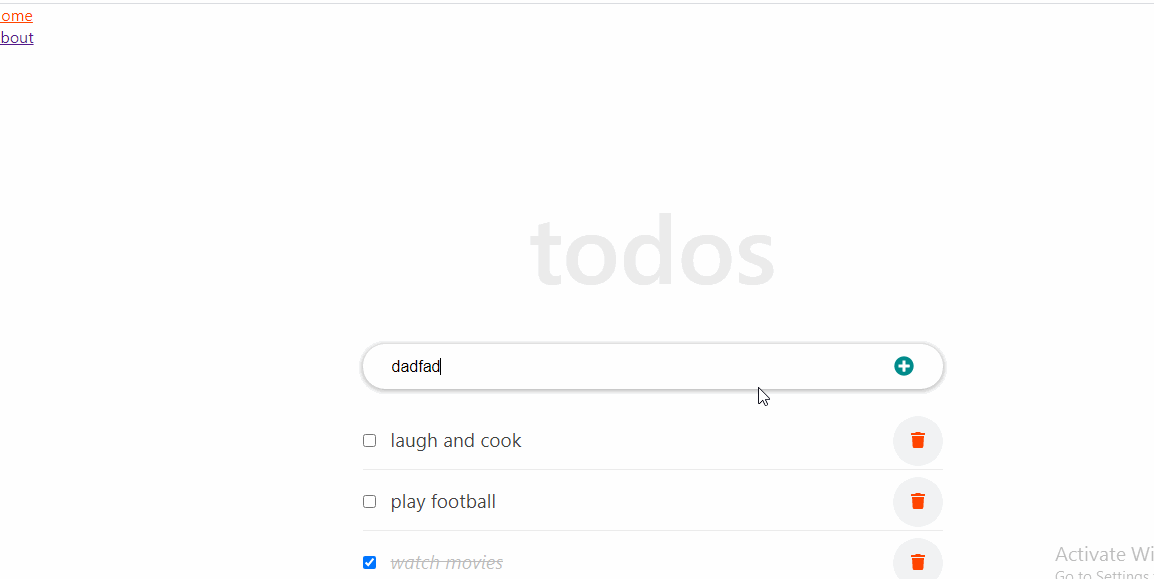 ome
bout
todos
dadfad
laugh and cook
play football
watch movies
Activate Wi
Go to Settings